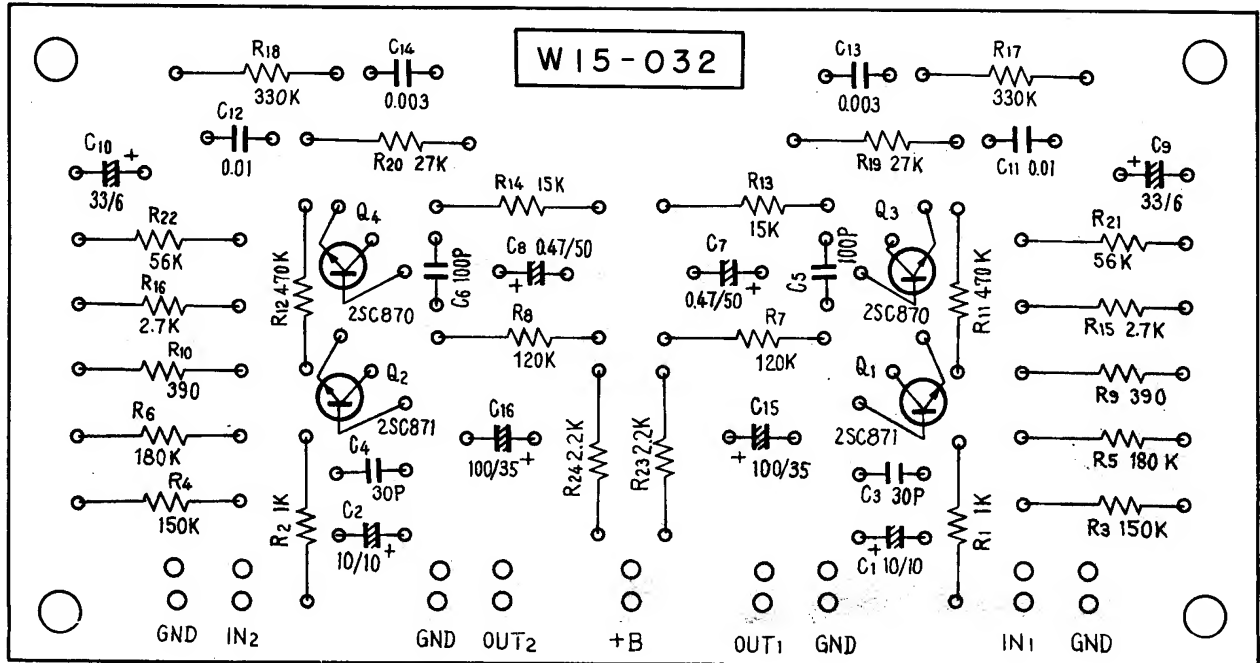 W15-032
R18
330K
C14
0.003
C13
0.003
R17
330K
C12
0.01
R20 27K
R19 27K
C11 0.01
C10
+
33/6
C9
+
33/6
R14 15K
R13
15K
R22
56K
Q4
R12 470K
2SC870
C6 100P
C8 0.47/50
+
C7
0.47/50
+
C5
100P
Q3
2SC870
R11 470K
R21
56K
R16
2.7K
R8
120K
R7
120K
R15 2.7K
R10
390
Q2
2SC871
Q1
2SC871
R9 390
R6
180K
C4
30P
C16
100/35
+
R24 2.2K
R23 2.2K
C15
+
100/35
C3 30P
R5 180K
R4
150K
R2 1K
C2
10/10
+
+
C1 10/10
R1 1K
R3 150K
GND IN2 GND OUT2 +B OUT1 GND IN1 GND